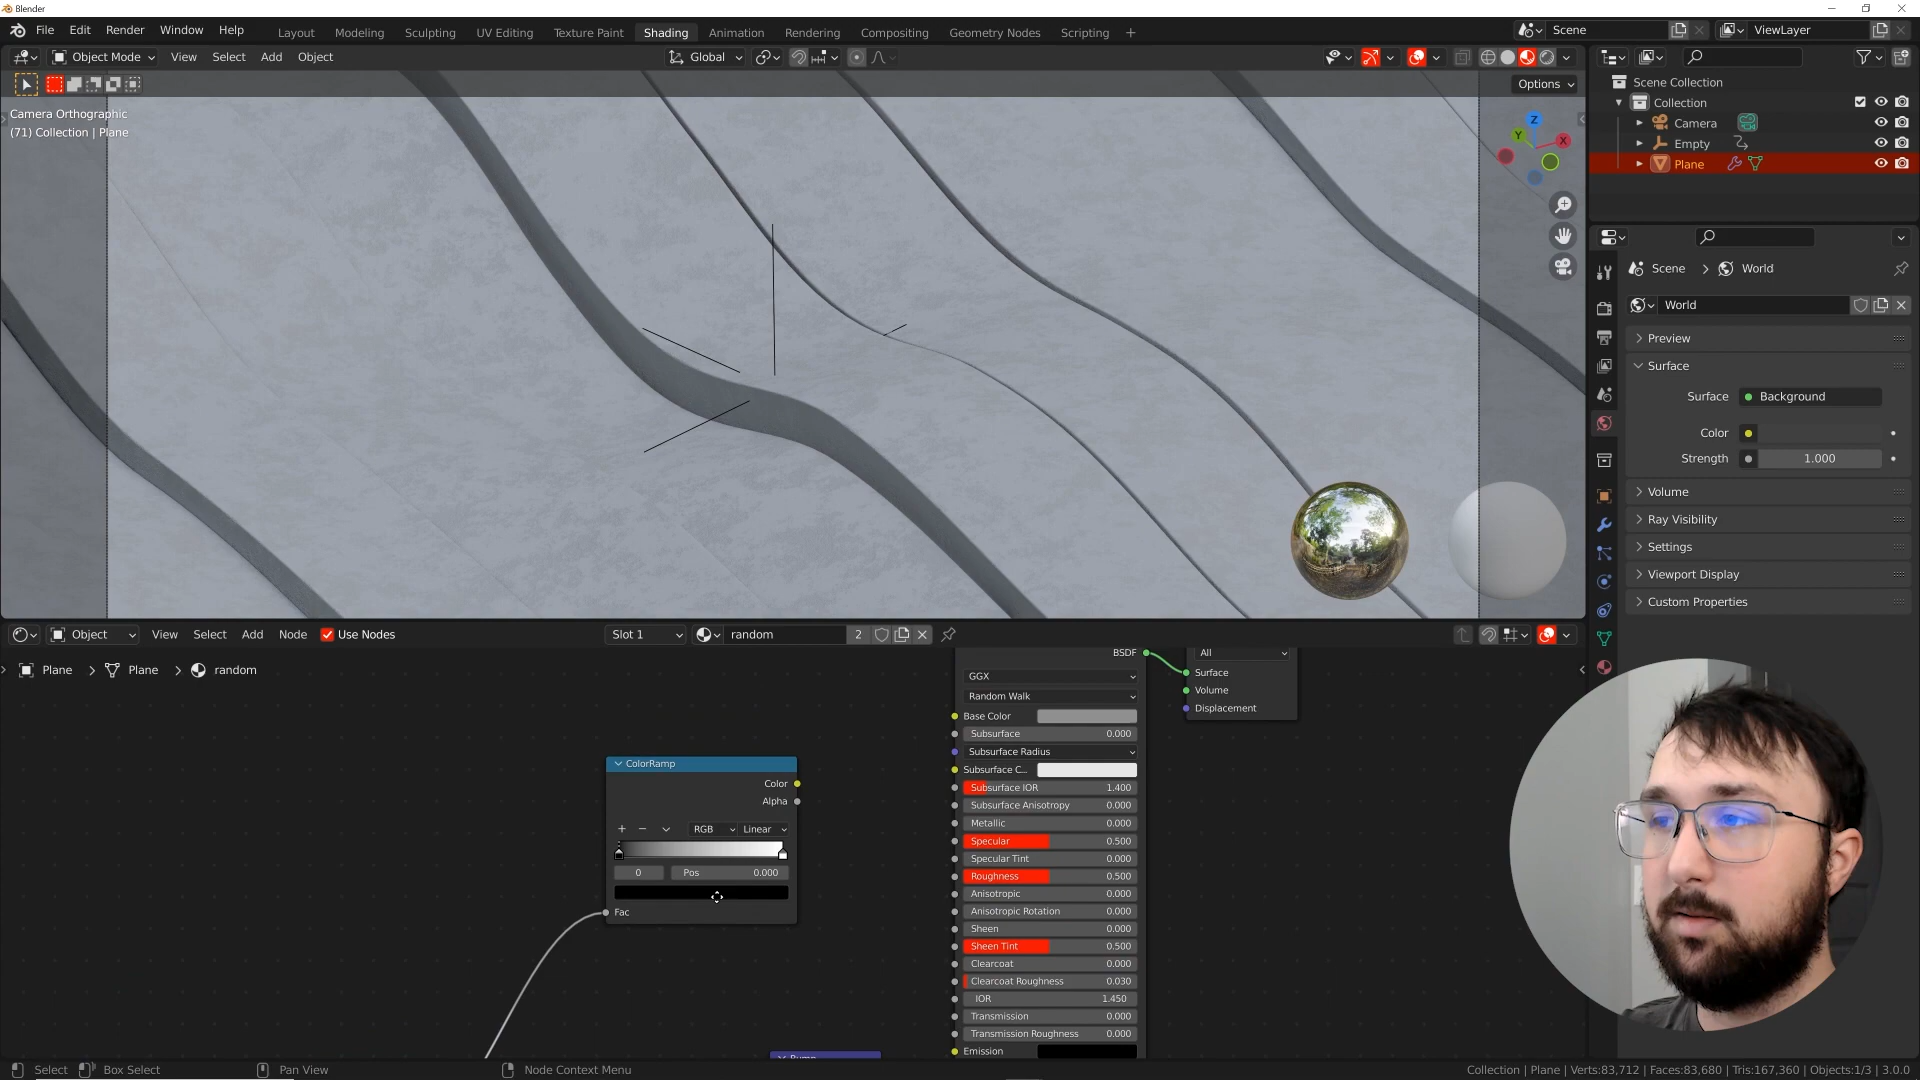 Blender
File Edit Render Window Help
Layout Modeling Sculpting UV Editing Texture Paint Shading Animation Rendering Compositing Geometry Nodes Scripting +
Scene
ViewLayer
Object Mode View Select Add Object
Global
Options
Camera Orthographic
(71) Collection | Plane
Z
Y
X
Scene Collection
Collection
Camera
Empty
Plane
Scene > World
World
Preview
Surface
Surface Background
Color
Strength 1.000
Volume
Ray Visibility
Settings
Viewport Display
Custom Properties
Object View Select Add Node Use Nodes
Slot 1
random 2
Plane > Plane > random
ColorRamp
Color
Alpha
+ − RGB Linear
0 Pos 0.000
Fac
Bump
BSDF
GGX
Random Walk
Base Color
Subsurface 0.000
Subsurface Radius
Subsurface C...
Subsurface IOR 1.400
Subsurface Anisotropy 0.000
Metallic 0.000
Specular 0.500
Specular Tint 0.000
Roughness 0.500
Anisotropic 0.000
Anisotropic Rotation 0.000
Sheen 0.000
Sheen Tint 0.500
Clearcoat 0.000
Clearcoat Roughness 0.030
IOR 1.450
Transmission 0.000
Transmission Roughness 0.000
Emission
All
Surface
Volume
Displacement
Select Box Select Pan View Node Context Menu
Collection | Plane | Verts:83,712 | Faces:83,680 | Tris:167,360 | Objects:1/3 | 3.0.0